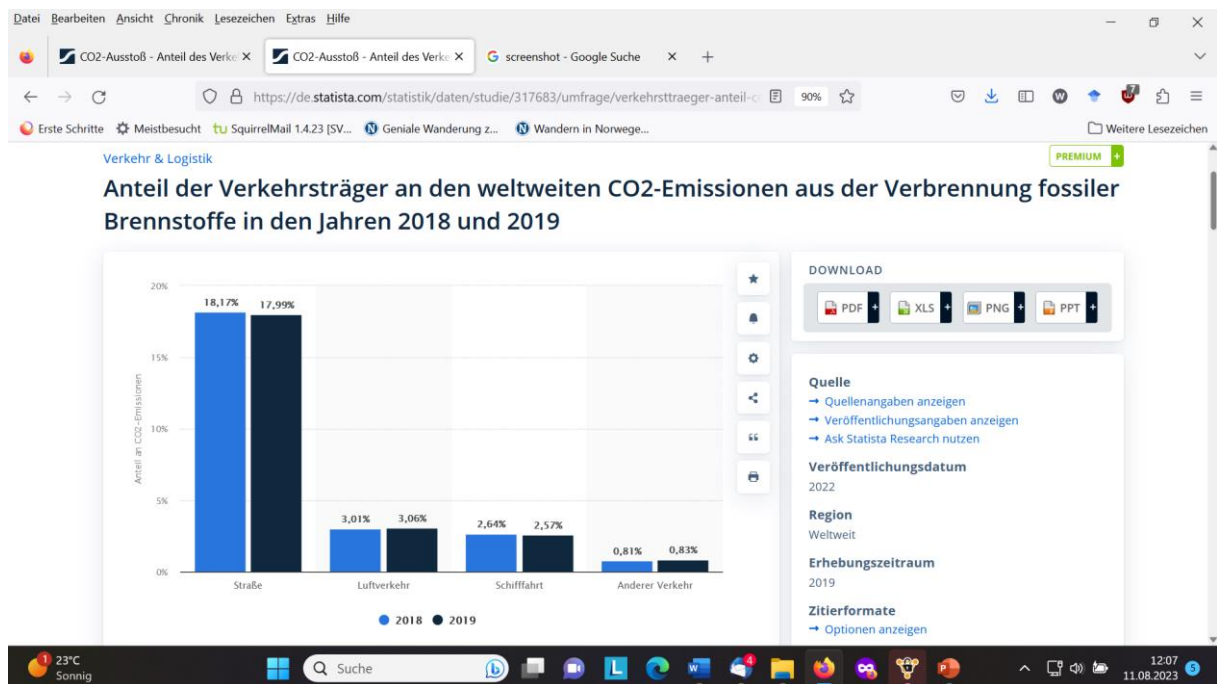 Datei Bearbeiten Ansicht Chronik Lesezeichen Extras Hilfe
CO2-Ausstoß - Anteil des Verke
CO2-Ausstoß - Anteil des Verke
G screenshot - Google Suche
https://de.statista.com/statistik/daten/studie/317683/umfrage/verkehrsttraeger-anteil-c
90%
7
Erste Schritte Meistbesucht tu SquirrelMail 1.4.23 [SV... Geniale Wanderung z... Wandern in Norwege... Weitere Lesezeichen
Verkehr & Logistik
PREMIUM +
Anteil der Verkehrsträger an den weltweiten CO2-Emissionen aus der Verbrennung fossiler
Brennstoffe in den Jahren 2018 und 2019
Anteil an CO2-Emissionen
20%
15%
10%
5%
0%
18,17% 17,99%
3,01% 3,06%
2,64% 2,57%
0,81% 0,83%
Straße Luftverkehr Schifffahrt Anderer Verkehr
2018 2019
DOWNLOAD
PDF + XLS + PNG + PPT +
Quelle
→ Quellenangaben anzeigen
→ Veröffentlichungsangaben anzeigen
→ Ask Statista Research nutzen
Veröffentlichungsdatum
2022
Region
Weltweit
Erhebungszeitraum
2019
Zitierformate
→ Optionen anzeigen
1 23°C
Sonnig
Suche
12:07
11.08.2023
5